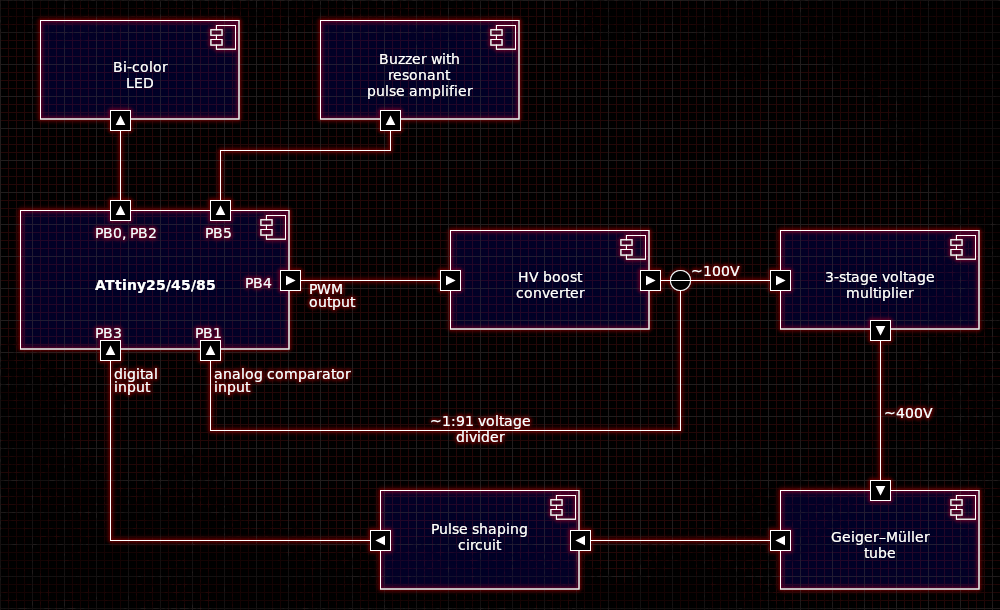 Bi-color
LED
Buzzer with
resonant
pulse amplifier
PB0, PB2
PB5
ATtiny25/45/85
PB4
PB3
PB1
PWM
output
HV boost
converter
~100V
3-stage voltage
multiplier
digital
input
analog comparator
input
~1:91 voltage
divider
~400V
Pulse shaping
circuit
Geiger–Müller
tube